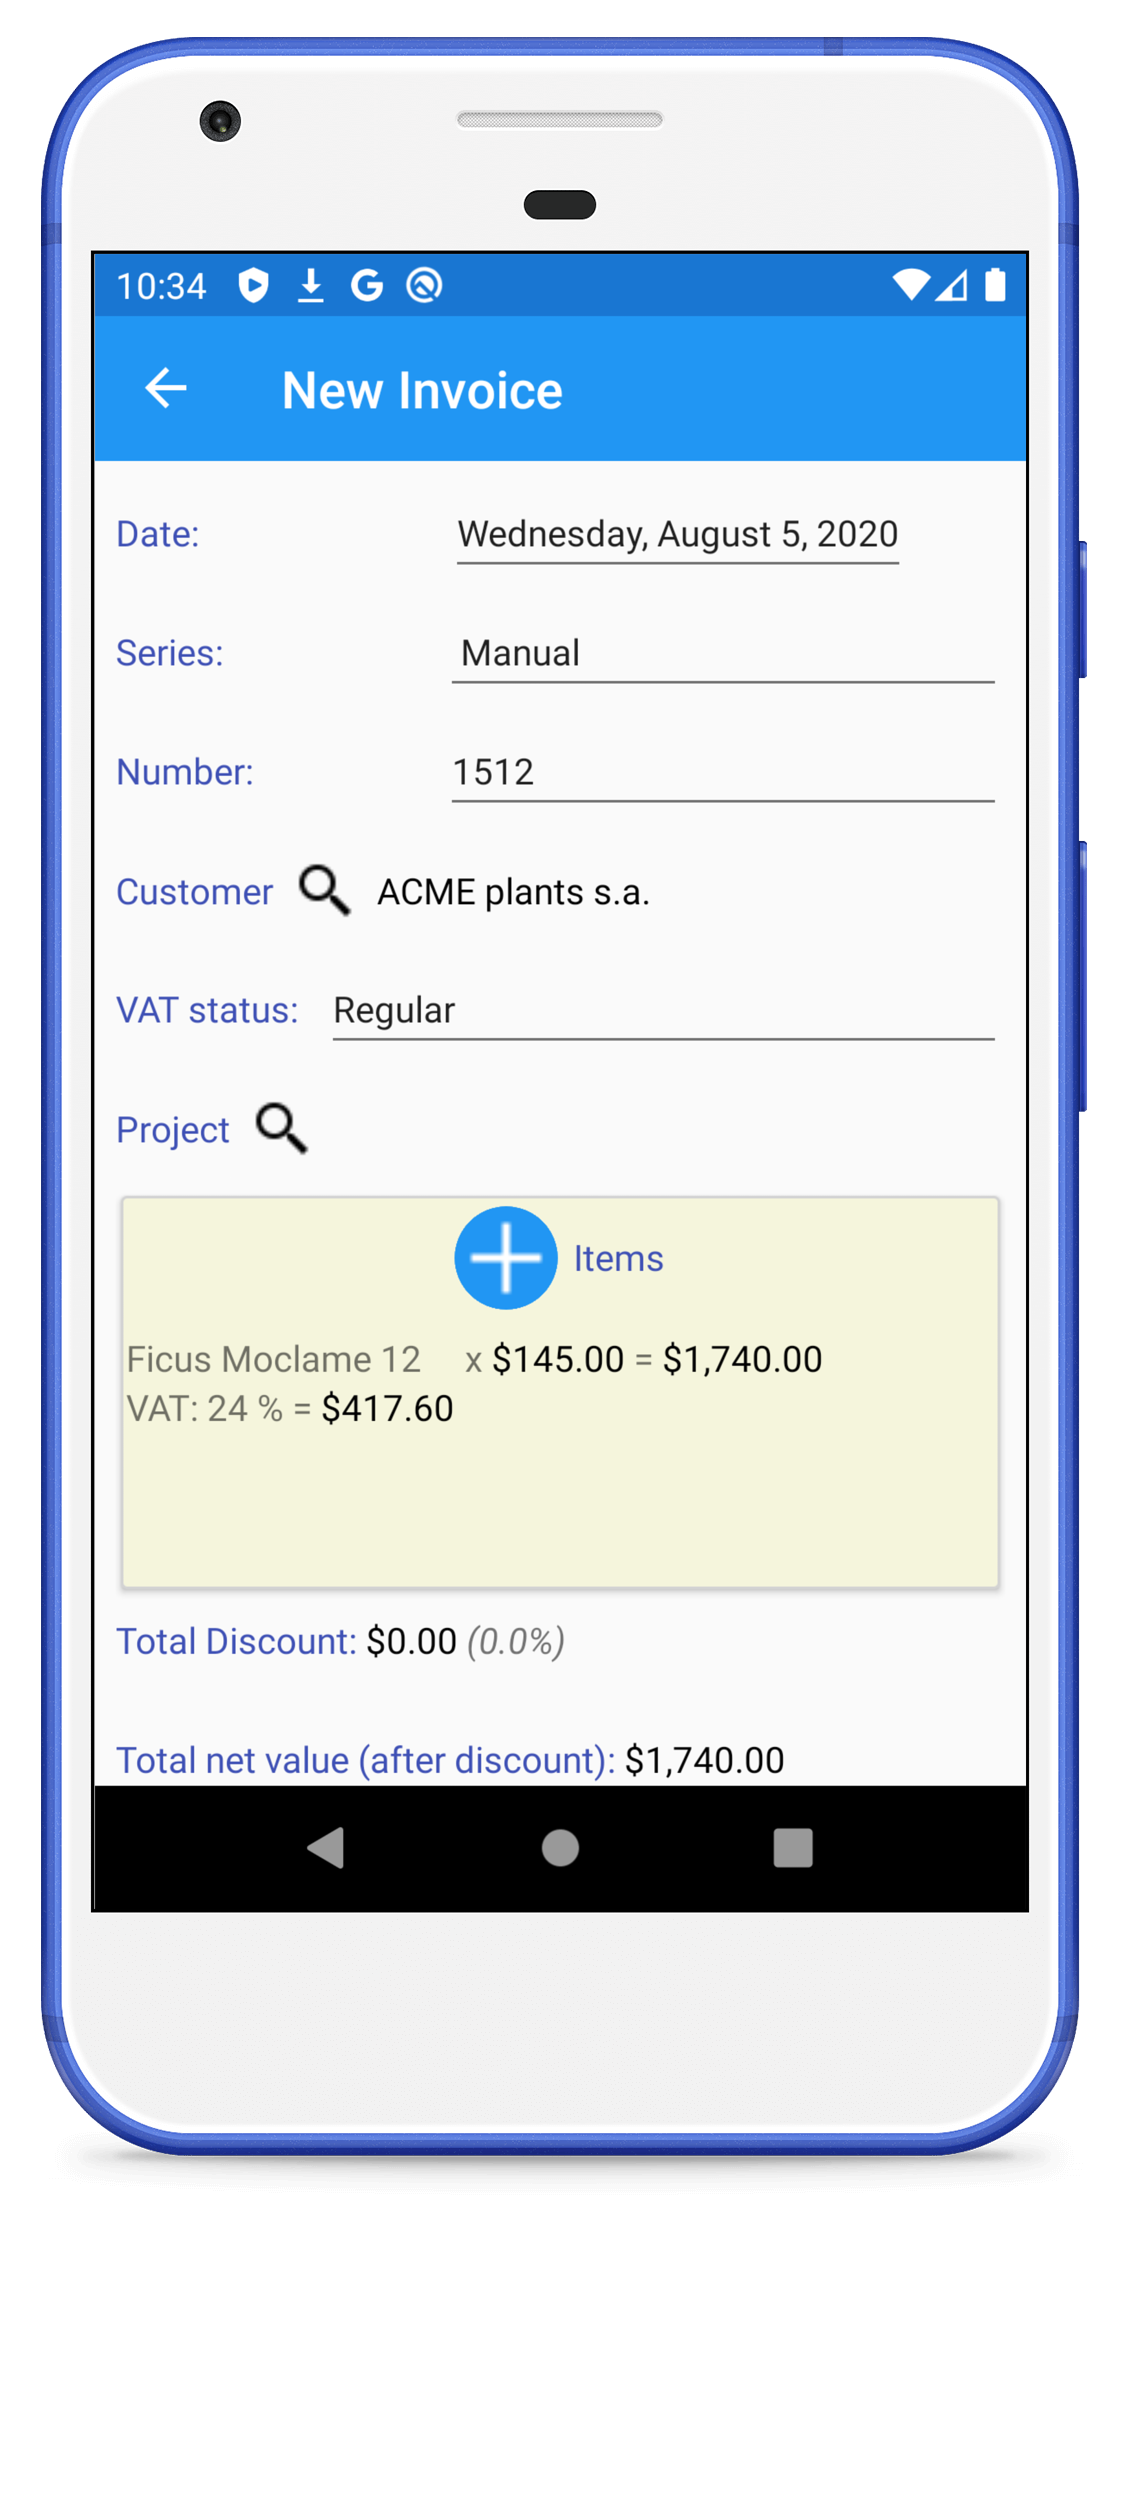 10:34
New Invoice
Date: Wednesday, August 5, 2020
Series: Manual
Number: 1512
Customer ACME plants s.a.
VAT status: Regular
Project
Items
Ficus Moclame 12 x $145.00 = $1,740.00
VAT: 24 % = $417.60
Total Discount: $0.00 (0.0%)
Total net value (after discount): $1,740.00